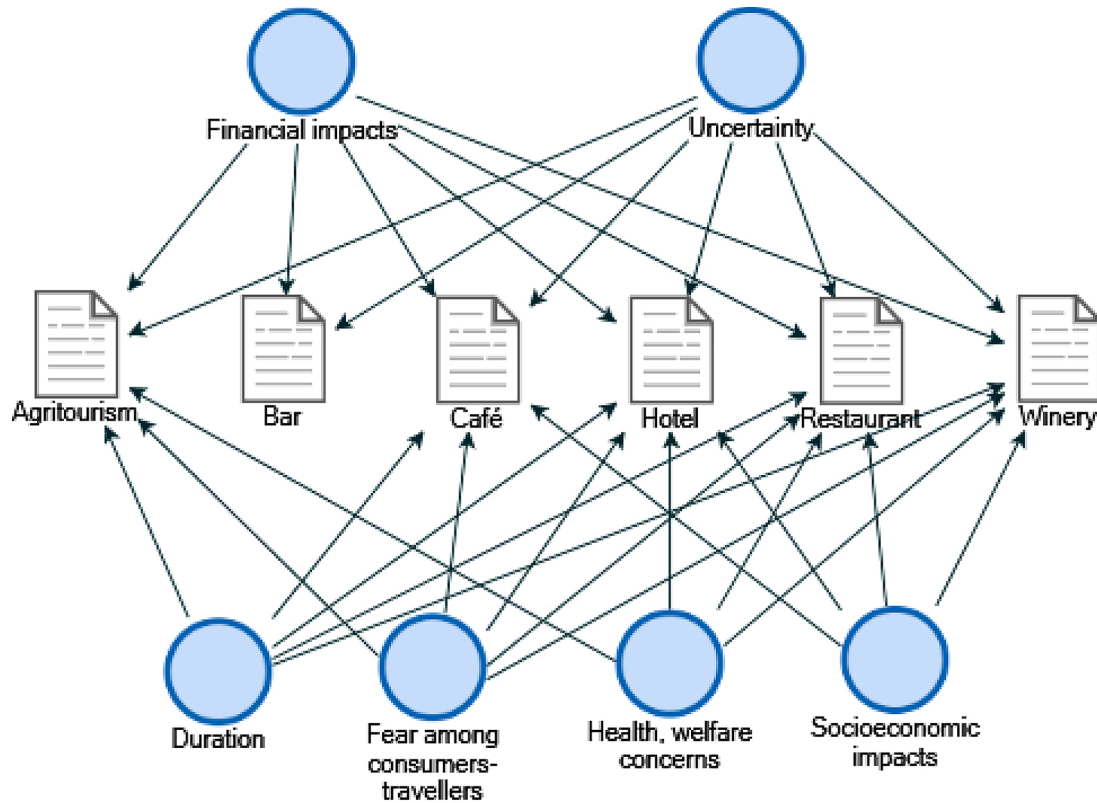 Financial impacts
Uncertainty
Agritourism
Bar
Café
Hotel
Restaurant
Winery
Duration
Fear among
consumers-
travellers
Health, welfare
concerns
Socioeconomic
impacts